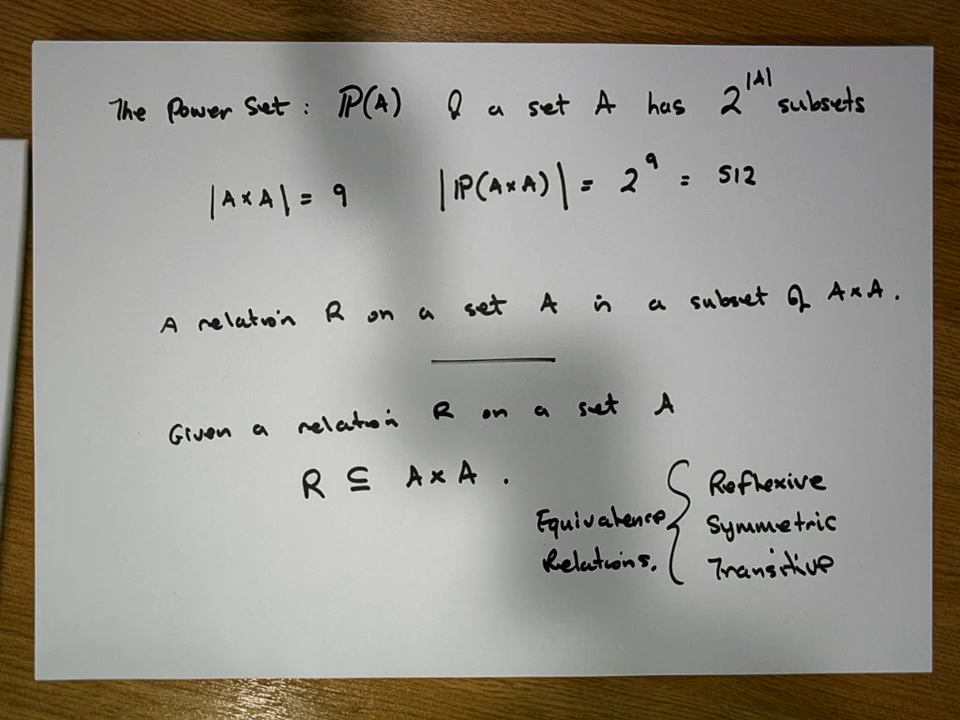 The Power Set: ℙ(A) of a set A has 2^|A| subsets
|A×A| = 9 |ℙ(A×A)| = 2^9 = 512
A relation R on a set A is a subset of A×A.
Given a relation R on a set A
R ⊆ A×A.
Equivalence Relations. { Reflexive
Symmetric
Transitive